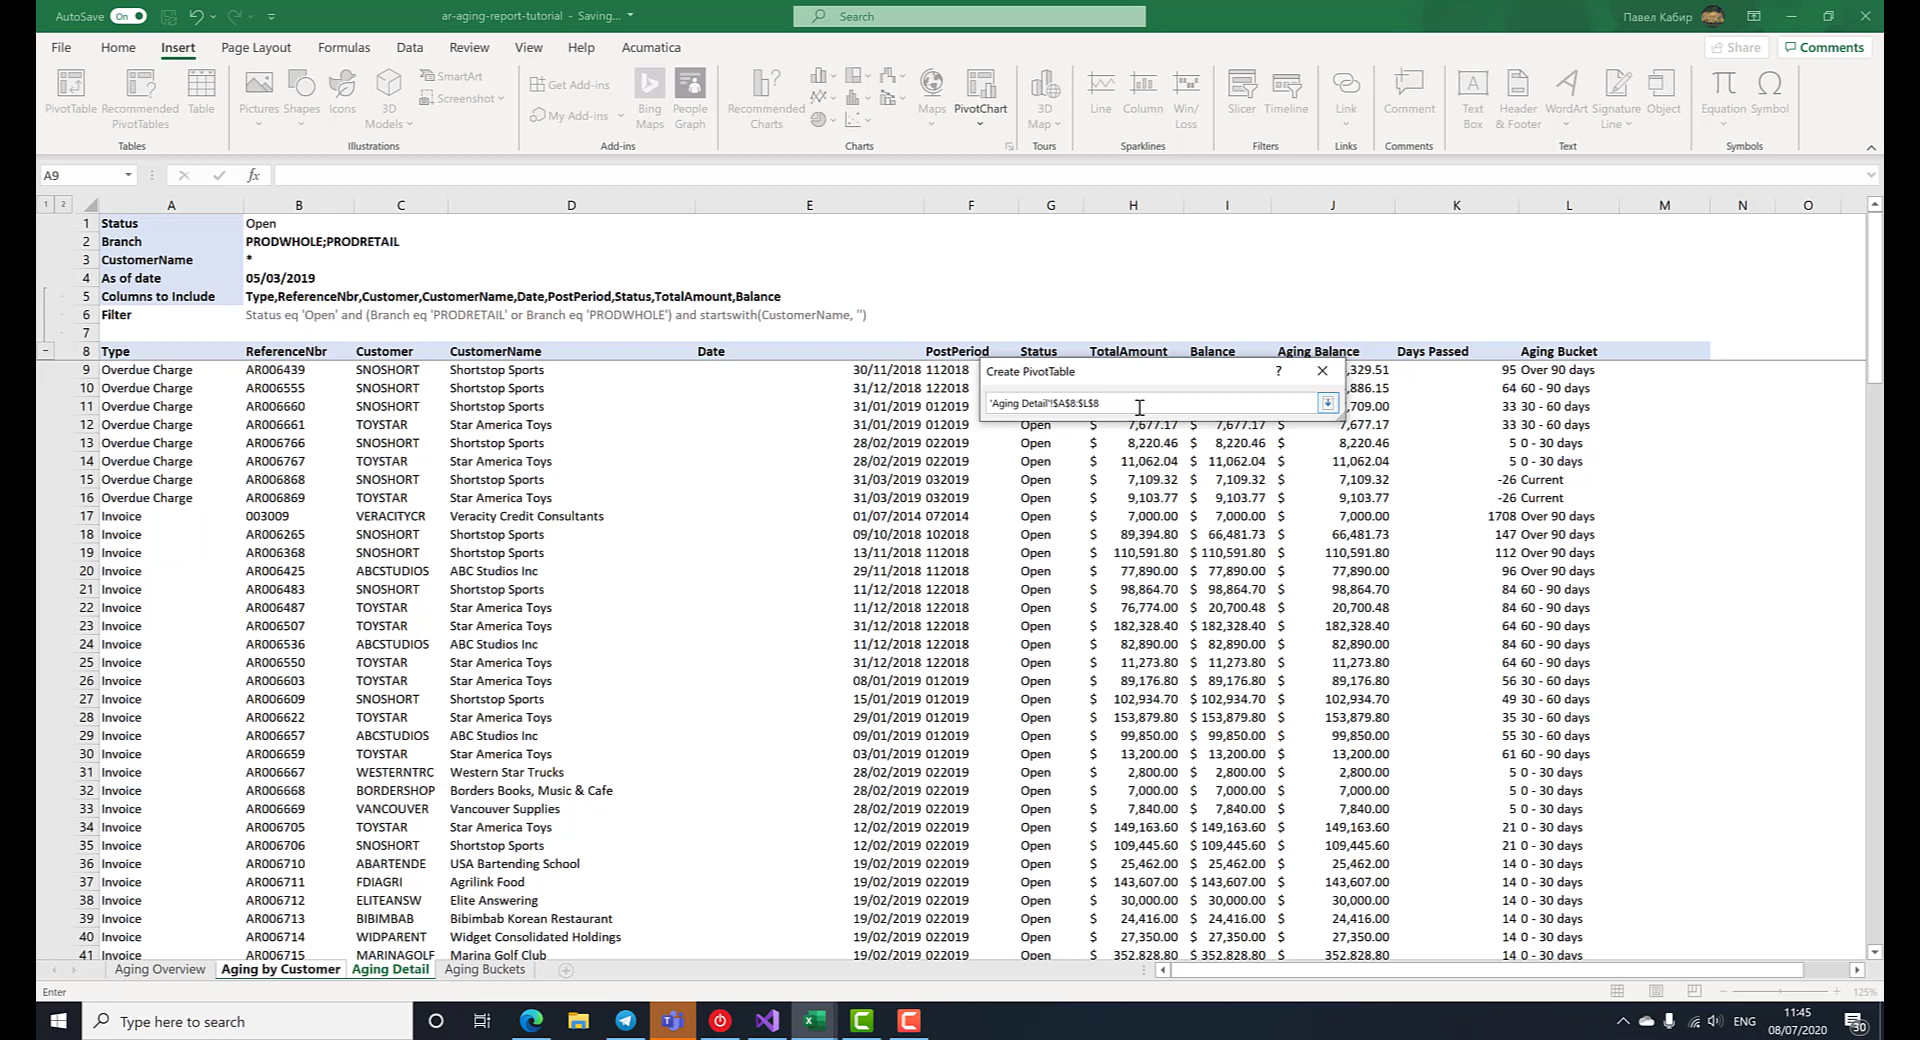 AutoSave On ar-aging-report-tutorial - Saving... Search Павел Кабир
File Home Insert Page Layout Formulas Data Review View Help Acumatica Share Comments
PivotTable Recommended PivotTables Table Pictures Shapes Icons 3D Models SmartArt Screenshot Get Add-ins My Add-ins Bing Maps People Graph Recommended Charts Maps PivotChart 3D Map Line Column Win/Loss Slicer Timeline Link Comment Text Box Header & Footer WordArt Signature Line Object Equation Symbol
Tables Illustrations Add-ins Charts Tours Sparklines Filters Links Comments Text Symbols
A9 fx
1 2 A B C D E F G H I J K L M N O
1 Status Open
2 Branch PRODWHOLE;PRODRETAIL
3 CustomerName *
4 As of date 05/03/2019
5 Columns to Include Type,ReferenceNbr,Customer,CustomerName,Date,PostPeriod,Status,TotalAmount,Balance
6 Filter Status eq 'Open' and (Branch eq 'PRODRETAIL' or Branch eq 'PRODWHOLE') and startswith(CustomerName, '')
7
8 Type ReferenceNbr Customer CustomerName Date PostPeriod Status TotalAmount Balance Aging Balance Days Passed Aging Bucket
Create PivotTable ?
'Aging Detail'!$A$8:$L$8
9 Overdue Charge AR006439 SNOSHORT Shortstop Sports 30/11/2018 112018 ,329.51 95 Over 90 days
10 Overdue Charge AR006555 SNOSHORT Shortstop Sports 31/12/2018 122018 ,886.15 64 60 - 90 days
11 Overdue Charge AR006660 SNOSHORT Shortstop Sports 31/01/2019 012019 ,709.00 33 30 - 60 days
12 Overdue Charge AR006661 TOYSTAR Star America Toys 31/01/2019 012019 Open $ 7,677.17 $ 7,677.17 $ 7,677.17 33 30 - 60 days
13 Overdue Charge AR006766 SNOSHORT Shortstop Sports 28/02/2019 022019 Open $ 8,220.46 $ 8,220.46 $ 8,220.46 5 0 - 30 days
14 Overdue Charge AR006767 TOYSTAR Star America Toys 28/02/2019 022019 Open $ 11,062.04 $ 11,062.04 $ 11,062.04 5 0 - 30 days
15 Overdue Charge AR006868 SNOSHORT Shortstop Sports 31/03/2019 032019 Open $ 7,109.32 $ 7,109.32 $ 7,109.32 -26 Current
16 Overdue Charge AR006869 TOYSTAR Star America Toys 31/03/2019 032019 Open $ 9,103.77 $ 9,103.77 $ 9,103.77 -26 Current
17 Invoice 003009 VERACITYCR Veracity Credit Consultants 01/07/2014 072014 Open $ 7,000.00 $ 7,000.00 $ 7,000.00 1708 Over 90 days
18 Invoice AR006265 SNOSHORT Shortstop Sports 09/10/2018 102018 Open $ 89,394.80 $ 66,481.73 $ 66,481.73 147 Over 90 days
19 Invoice AR006368 SNOSHORT Shortstop Sports 13/11/2018 112018 Open $ 110,591.80 $ 110,591.80 $ 110,591.80 112 Over 90 days
20 Invoice AR006425 ABCSTUDIOS ABC Studios Inc 29/11/2018 112018 Open $ 77,890.00 $ 77,890.00 $ 77,890.00 96 Over 90 days
21 Invoice AR006483 SNOSHORT Shortstop Sports 11/12/2018 122018 Open $ 98,864.70 $ 98,864.70 $ 98,864.70 84 60 - 90 days
22 Invoice AR006487 TOYSTAR Star America Toys 11/12/2018 122018 Open $ 76,774.00 $ 20,700.48 $ 20,700.48 84 60 - 90 days
23 Invoice AR006507 TOYSTAR Star America Toys 31/12/2018 122018 Open $ 182,328.40 $ 182,328.40 $ 182,328.40 64 60 - 90 days
24 Invoice AR006536 ABCSTUDIOS ABC Studios Inc 11/12/2018 122018 Open $ 82,890.00 $ 82,890.00 $ 82,890.00 84 60 - 90 days
25 Invoice AR006550 TOYSTAR Star America Toys 31/12/2018 122018 Open $ 11,273.80 $ 11,273.80 $ 11,273.80 64 60 - 90 days
26 Invoice AR006603 TOYSTAR Star America Toys 08/01/2019 012019 Open $ 89,176.80 $ 89,176.80 $ 89,176.80 56 30 - 60 days
27 Invoice AR006609 SNOSHORT Shortstop Sports 15/01/2019 012019 Open $ 102,934.70 $ 102,934.70 $ 102,934.70 49 30 - 60 days
28 Invoice AR006622 TOYSTAR Star America Toys 29/01/2019 012019 Open $ 153,879.80 $ 153,879.80 $ 153,879.80 35 30 - 60 days
29 Invoice AR006657 ABCSTUDIOS ABC Studios Inc 09/01/2019 012019 Open $ 99,850.00 $ 99,850.00 $ 99,850.00 55 30 - 60 days
30 Invoice AR006659 TOYSTAR Star America Toys 03/01/2019 012019 Open $ 13,200.00 $ 13,200.00 $ 13,200.00 61 60 - 90 days
31 Invoice AR006667 WESTERNTRC Western Star Trucks 28/02/2019 022019 Open $ 2,800.00 $ 2,800.00 $ 2,800.00 5 0 - 30 days
32 Invoice AR006668 BORDERSHOP Borders Books, Music & Cafe 28/02/2019 022019 Open $ 7,000.00 $ 7,000.00 $ 7,000.00 5 0 - 30 days
33 Invoice AR006669 VANCOUVER Vancouver Supplies 28/02/2019 022019 Open $ 7,840.00 $ 7,840.00 $ 7,840.00 5 0 - 30 days
34 Invoice AR006705 TOYSTAR Star America Toys 12/02/2019 022019 Open $ 149,163.60 $ 149,163.60 $ 149,163.60 21 0 - 30 days
35 Invoice AR006706 SNOSHORT Shortstop Sports 12/02/2019 022019 Open $ 109,445.60 $ 109,445.60 $ 109,445.60 21 0 - 30 days
36 Invoice AR006710 ABARTENDE USA Bartending School 19/02/2019 022019 Open $ 25,462.00 $ 25,462.00 $ 25,462.00 14 0 - 30 days
37 Invoice AR006711 FDIAGRI Agrilink Food 19/02/2019 022019 Open $ 143,607.00 $ 143,607.00 $ 143,607.00 14 0 - 30 days
38 Invoice AR006712 ELITEANSW Elite Answering 19/02/2019 022019 Open $ 30,000.00 $ 30,000.00 $ 30,000.00 14 0 - 30 days
39 Invoice AR006713 BIBIMBAB Bibimbab Korean Restaurant 19/02/2019 022019 Open $ 24,416.00 $ 24,416.00 $ 24,416.00 14 0 - 30 days
40 Invoice AR006714 WIDPARENT Widget Consolidated Holdings 19/02/2019 022019 Open $ 27,350.00 $ 27,350.00 $ 27,350.00 14 0 - 30 days
41 Invoice AR006715 MARINAGOLF Marina Golf Club 19/02/2019 022019 Open $ 352,828.80 $ 352,828.80 $ 352,828.80 14 0 - 30 days
Aging Overview Aging by Customer Aging Detail Aging Buckets
Enter 125%
Type here to search ENG 11:45
08/07/2020 30